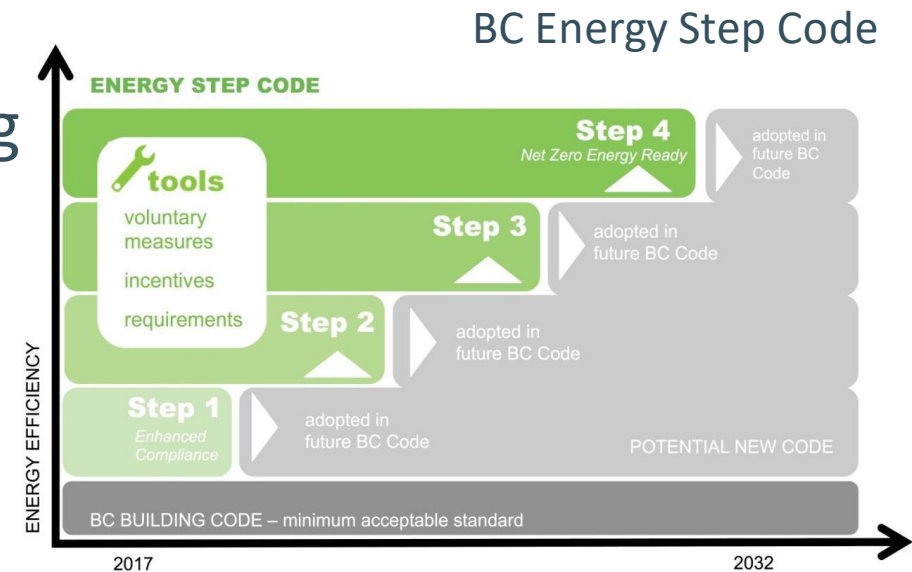 BC Energy Step Code
g
ENERGY STEP CODE
Step 4
Net Zero Energy Ready
adopted in
future BC
Code
tools
voluntary
measures
incentives
requirements
Step 3
adopted in
future BC Code
Step 2
adopted in
future BC Code
Step 1
Enhanced
Compliance
adopted in
future BC Code
POTENTIAL NEW CODE
BC BUILDING CODE – minimum acceptable standard
ENERGY EFFICIENCY
2017
2032